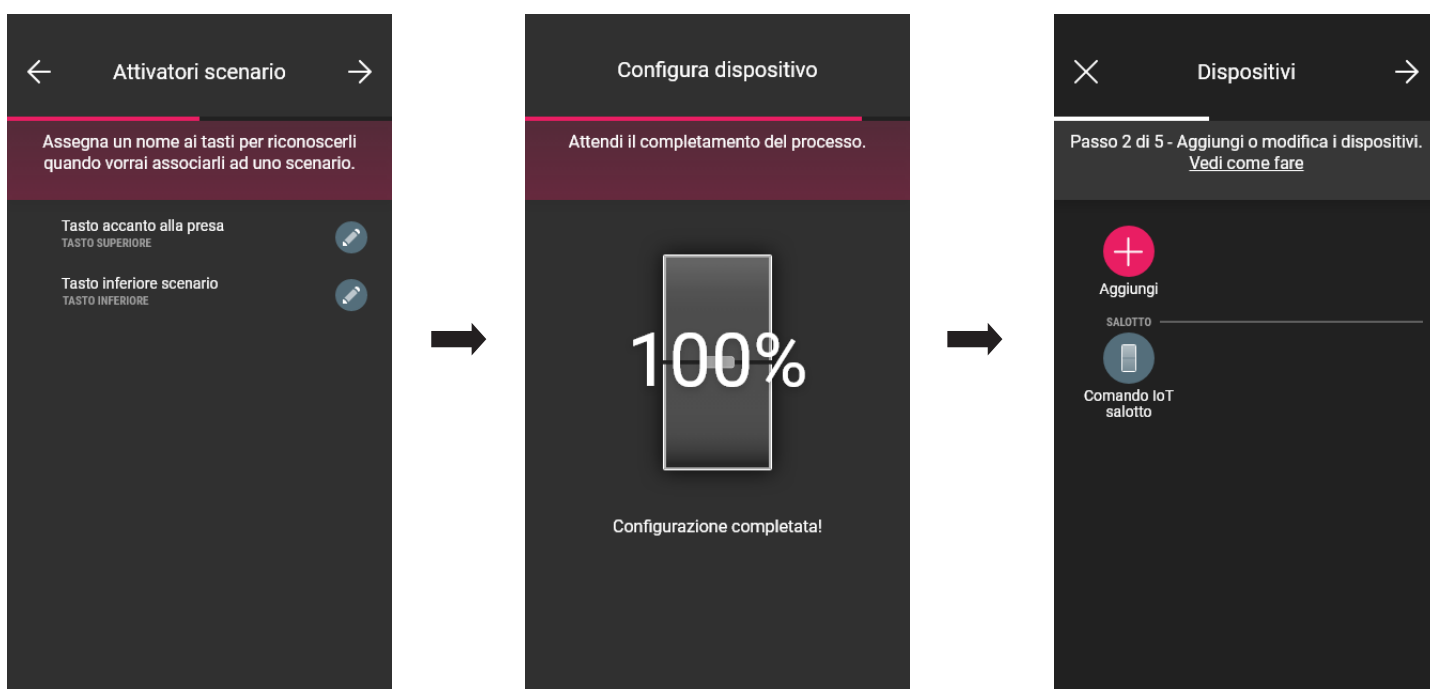 Attivatori scenario
Assegna un nome ai tasti per riconoscerli
quando vorrai associarli ad uno scenario.
Tasto accanto alla presa
TASTO SUPERIORE
Tasto inferiore scenario
TASTO INFERIORE
Configura dispositivo
Attendi il completamento del processo.
100%
Configurazione completata!
Dispositivi
Passo 2 di 5 - Aggiungi o modifica i dispositivi.
Vedi come fare
Aggiungi
SALOTTO
Comando IoT
salotto